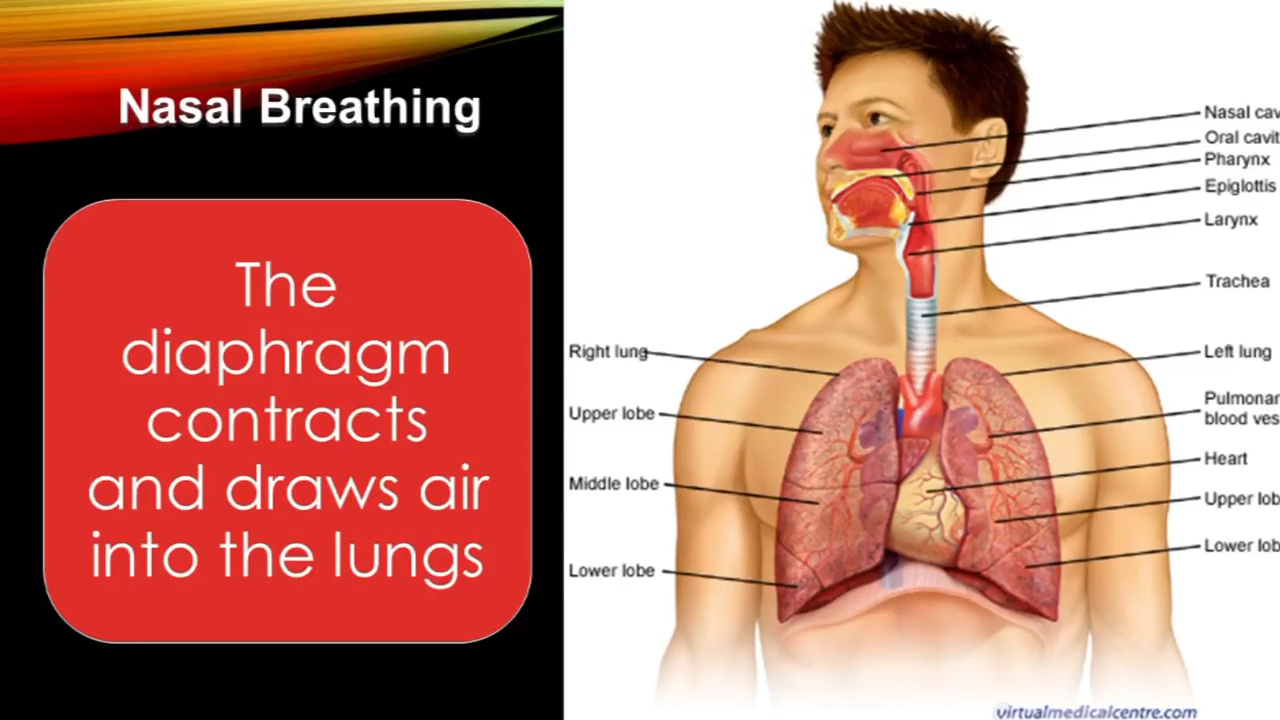 Nasal Breathing
The
diaphragm
contracts
and draws air
into the lungs
Nasal cav
Oral cavit
Pharynx
Epiglottis
Larynx
Trachea
Right lung
Left lung
Upper lobe
Pulmonar
blood ves
Heart
Middle lobe
Upper lob
Lower lob
Lower lobe
virtualmedicalcentre.com